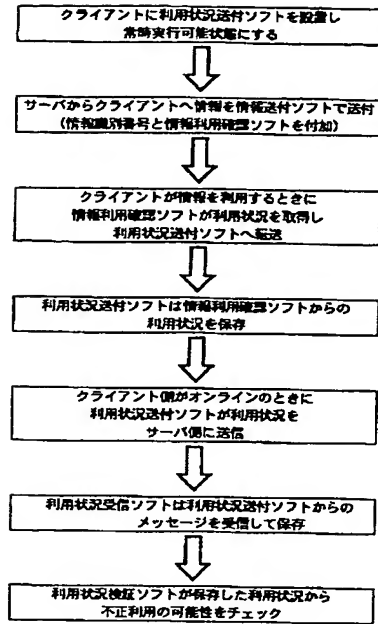 クライアントに利用状況送付ソフトを設置し
常時実行可能状態にする
サーバからクライアントへ情報を情報送付ソフトで送付
（情報識別番号と情報利用確認ソフトを付加）
クライアントが情報を利用するときに
情報利用確認ソフトが利用状況を取得し
利用状況送付ソフトへ転送
利用状況送付ソフトは情報利用確認ソフトからの
利用状況を保存
クライアント側がオンラインのときに
利用状況送付ソフトが利用状況を
サーバ側に送信
利用状況受信ソフトは利用状況送付ソフトからの
メッセージを受信して保存
利用状況検証ソフトが保存した利用状況から
不正利用の可能性をチェック